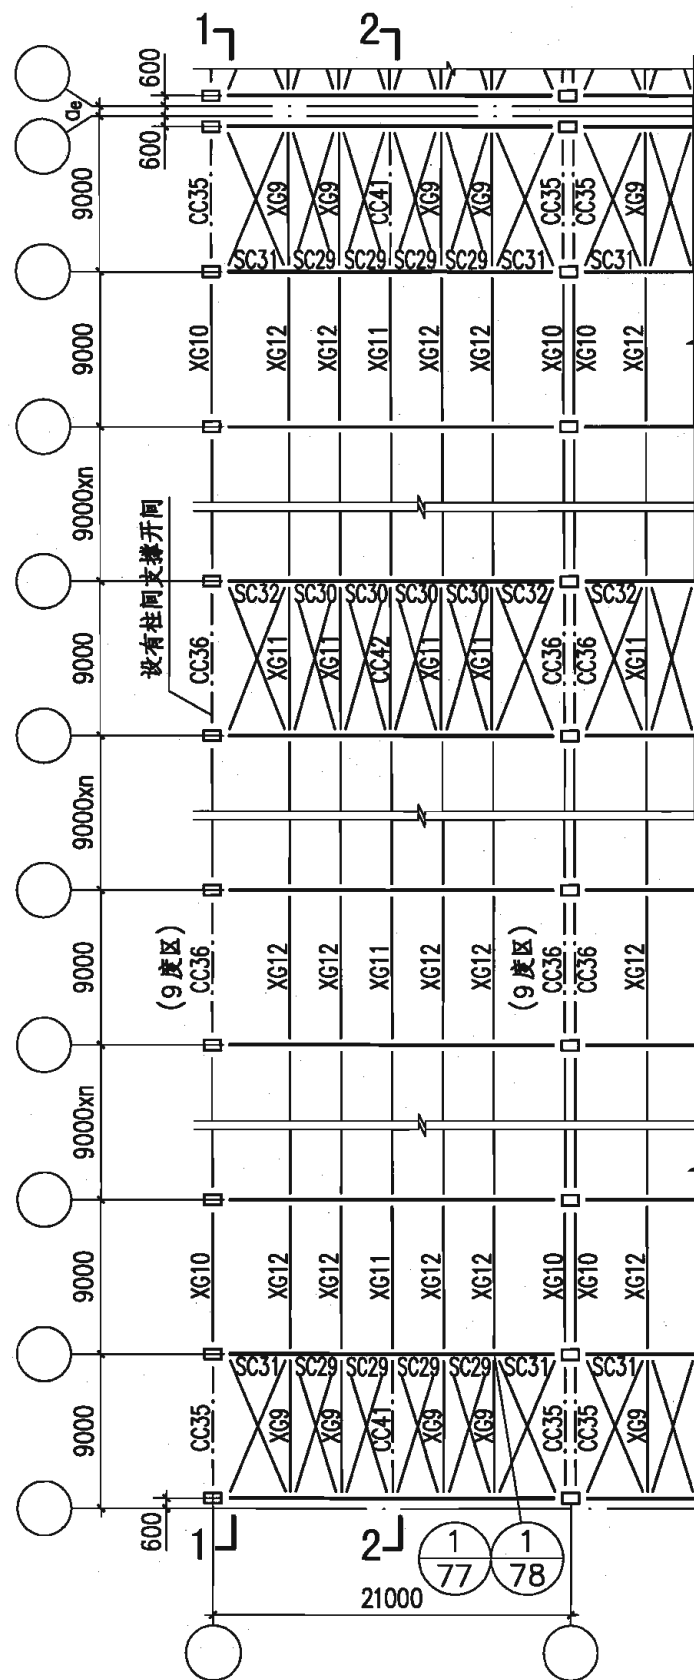 1 2
600
ae
600
9000 CC35 XG9 XG9 CC41 XG9 XG9 CC35 CC35 XG9
SC31 SC29 SC29 SC29 SC29 SC31 SC31
9000 XG10 XG12 XG12 XG11 XG12 XG12 XG10 XG10 XG12
9000xn
设有柱间支撑开间
SC32 SC30 SC30 SC30 SC30 SC32 SC32
9000 CC36 XG11 XG11 CC42 XG11 XG11 CC36 CC36 XG11
9000xn
9000 (9度区) CC36 XG12 XG12 XG11 XG12 XG12 (9度区) CC36 CC36 XG12
9000xn
9000 XG10 XG12 XG12 XG11 XG12 XG12 XG10 XG10 XG12
SC31 SC29 SC29 SC29 SC29 SC31 SC31
9000 CC35 XG9 XG9 CC41 XG9 XG9 CC35 CC35 XG9
600 1 2
1 1
77 78
21000